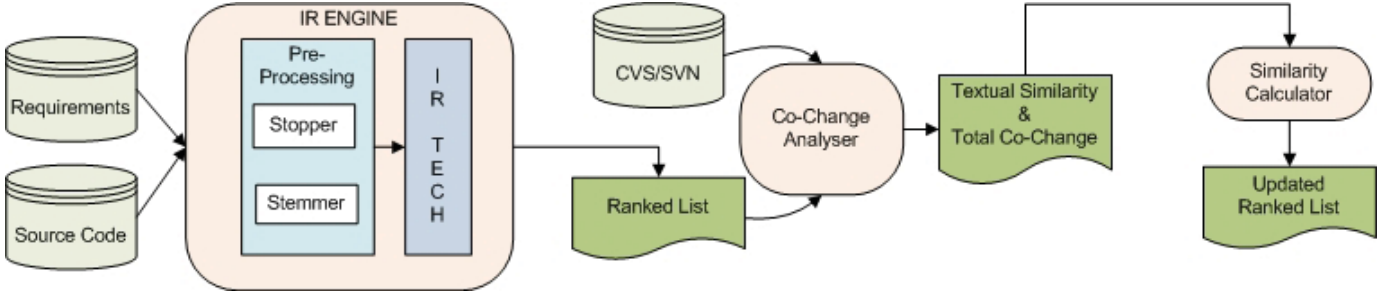 Requirements
Source Code
IR ENGINE
Pre-
Processing
Stopper
Stemmer
I
R
T
E
C
H
CVS/SVN
Ranked List
Co-Change
Analyser
Textual Similarity
&
Total Co-Change
Similarity
Calculator
Updated
Ranked List